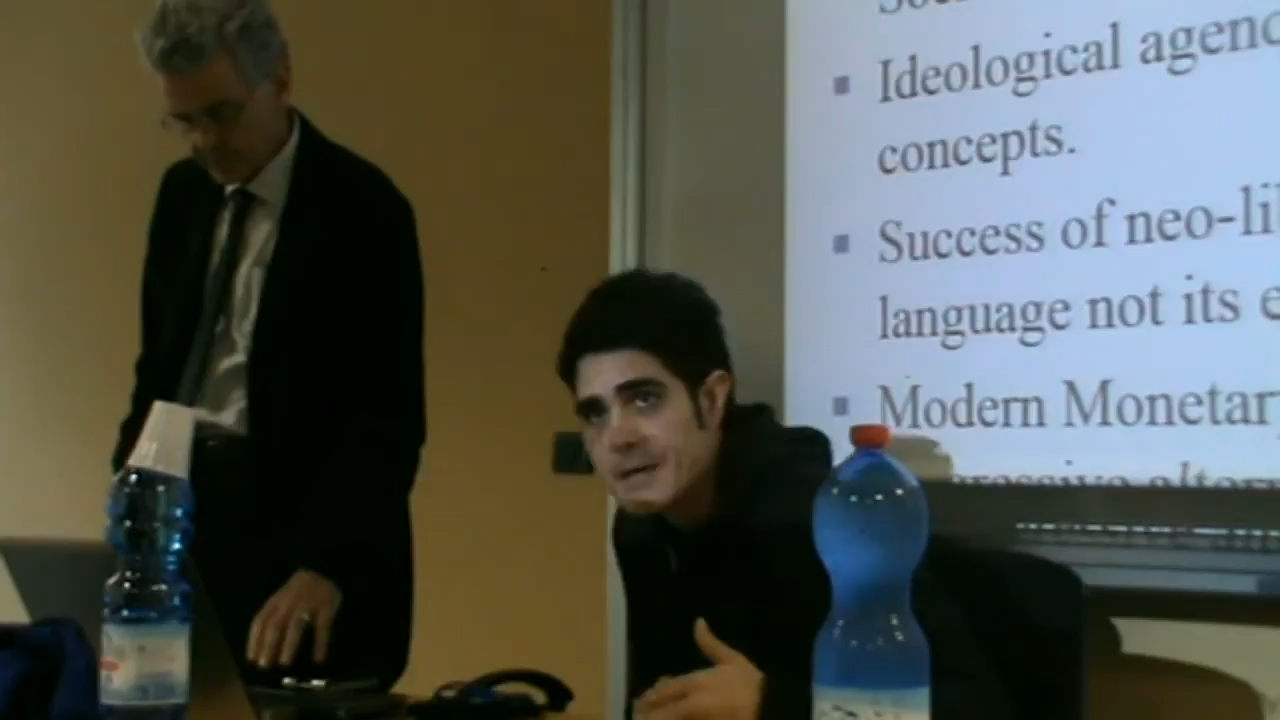 Ideological agenc
concepts.
Success of neo-li
language not its e
Modern Monetar